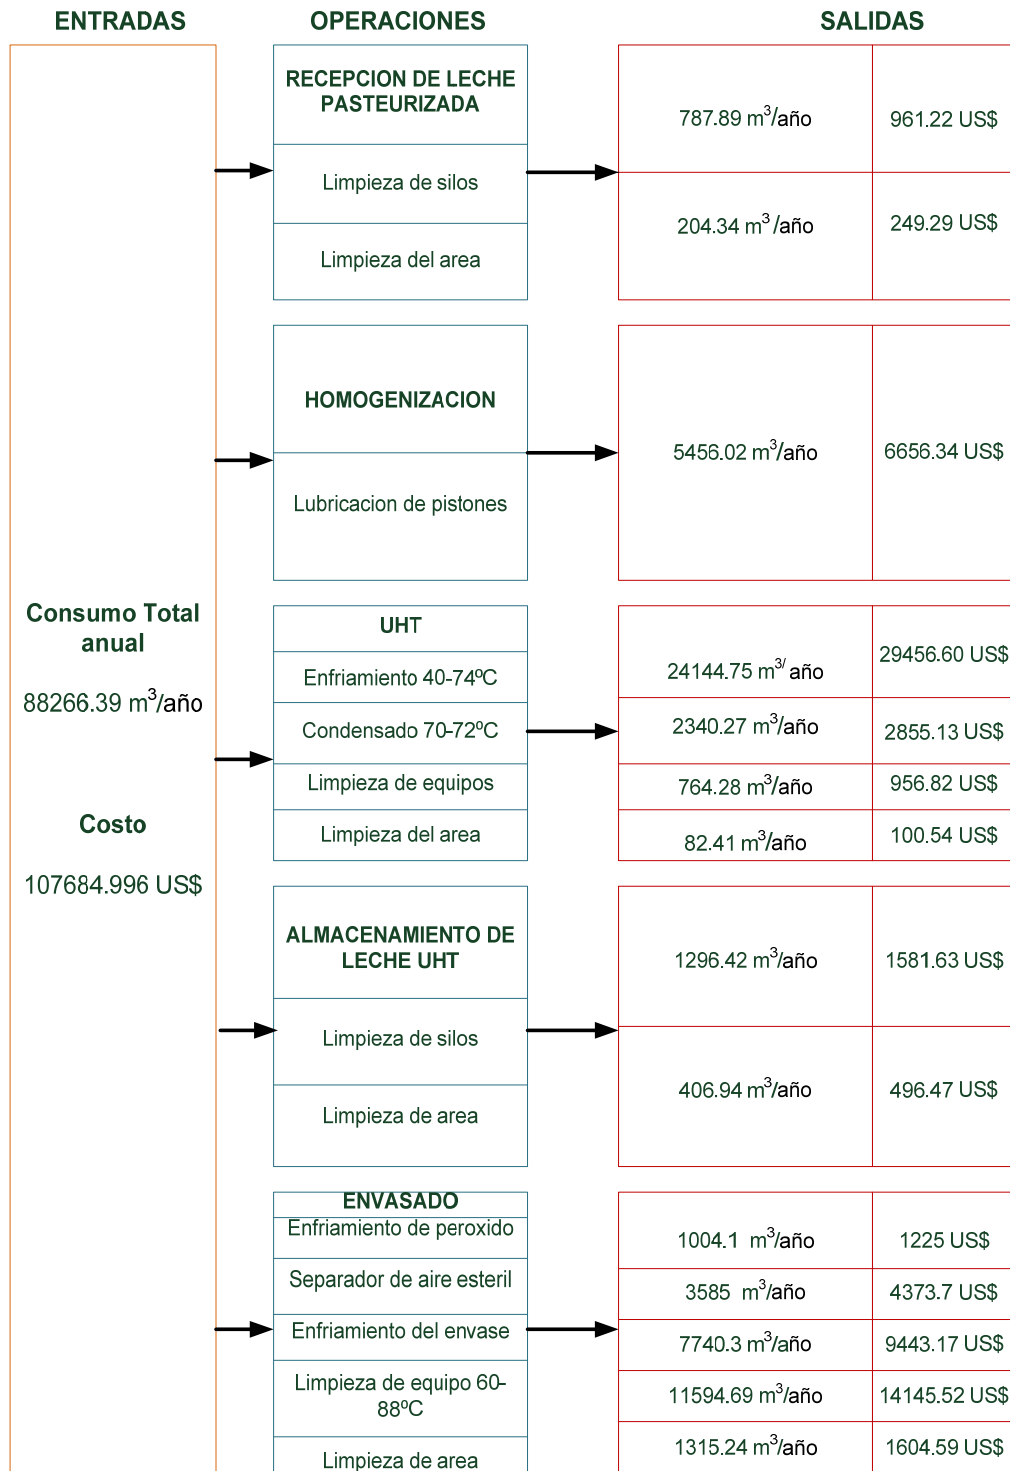 ENTRADAS
OPERACIONES
SALIDAS
RECEPCION DE LECHE
PASTEURIZADA
Limpieza de silos
Limpieza del area
787.89 m³/año
961.22 US$
204.34 m³/año
249.29 US$
HOMOGENIZACION
Lubricacion de pistones
5456.02 m³/año
6656.34 US$
Consumo Total
anual
88266.39 m³/año
Costo
107684.996 US$
UHT
Enfriamiento 40-74ºC
Condensado 70-72ºC
Limpieza de equipos
Limpieza del area
24144.75 m³/ año
29456.60 US$
2340.27 m³/año
2855.13 US$
764.28 m³/año
956.82 US$
82.41 m³/año
100.54 US$
ALMACENAMIENTO DE
LECHE UHT
Limpieza de silos
Limpieza de area
1296.42 m³/año
1581.63 US$
406.94 m³/año
496.47 US$
ENVASADO
Enfriamiento de peroxido
Separador de aire esteril
Enfriamiento del envase
Limpieza de equipo 60-
88ºC
Limpieza de area
1004.1 m³/año
1225 US$
3585 m³/año
4373.7 US$
7740.3 m³/año
9443.17 US$
11594.69 m³/año
14145.52 US$
1315.24 m³/año
1604.59 US$